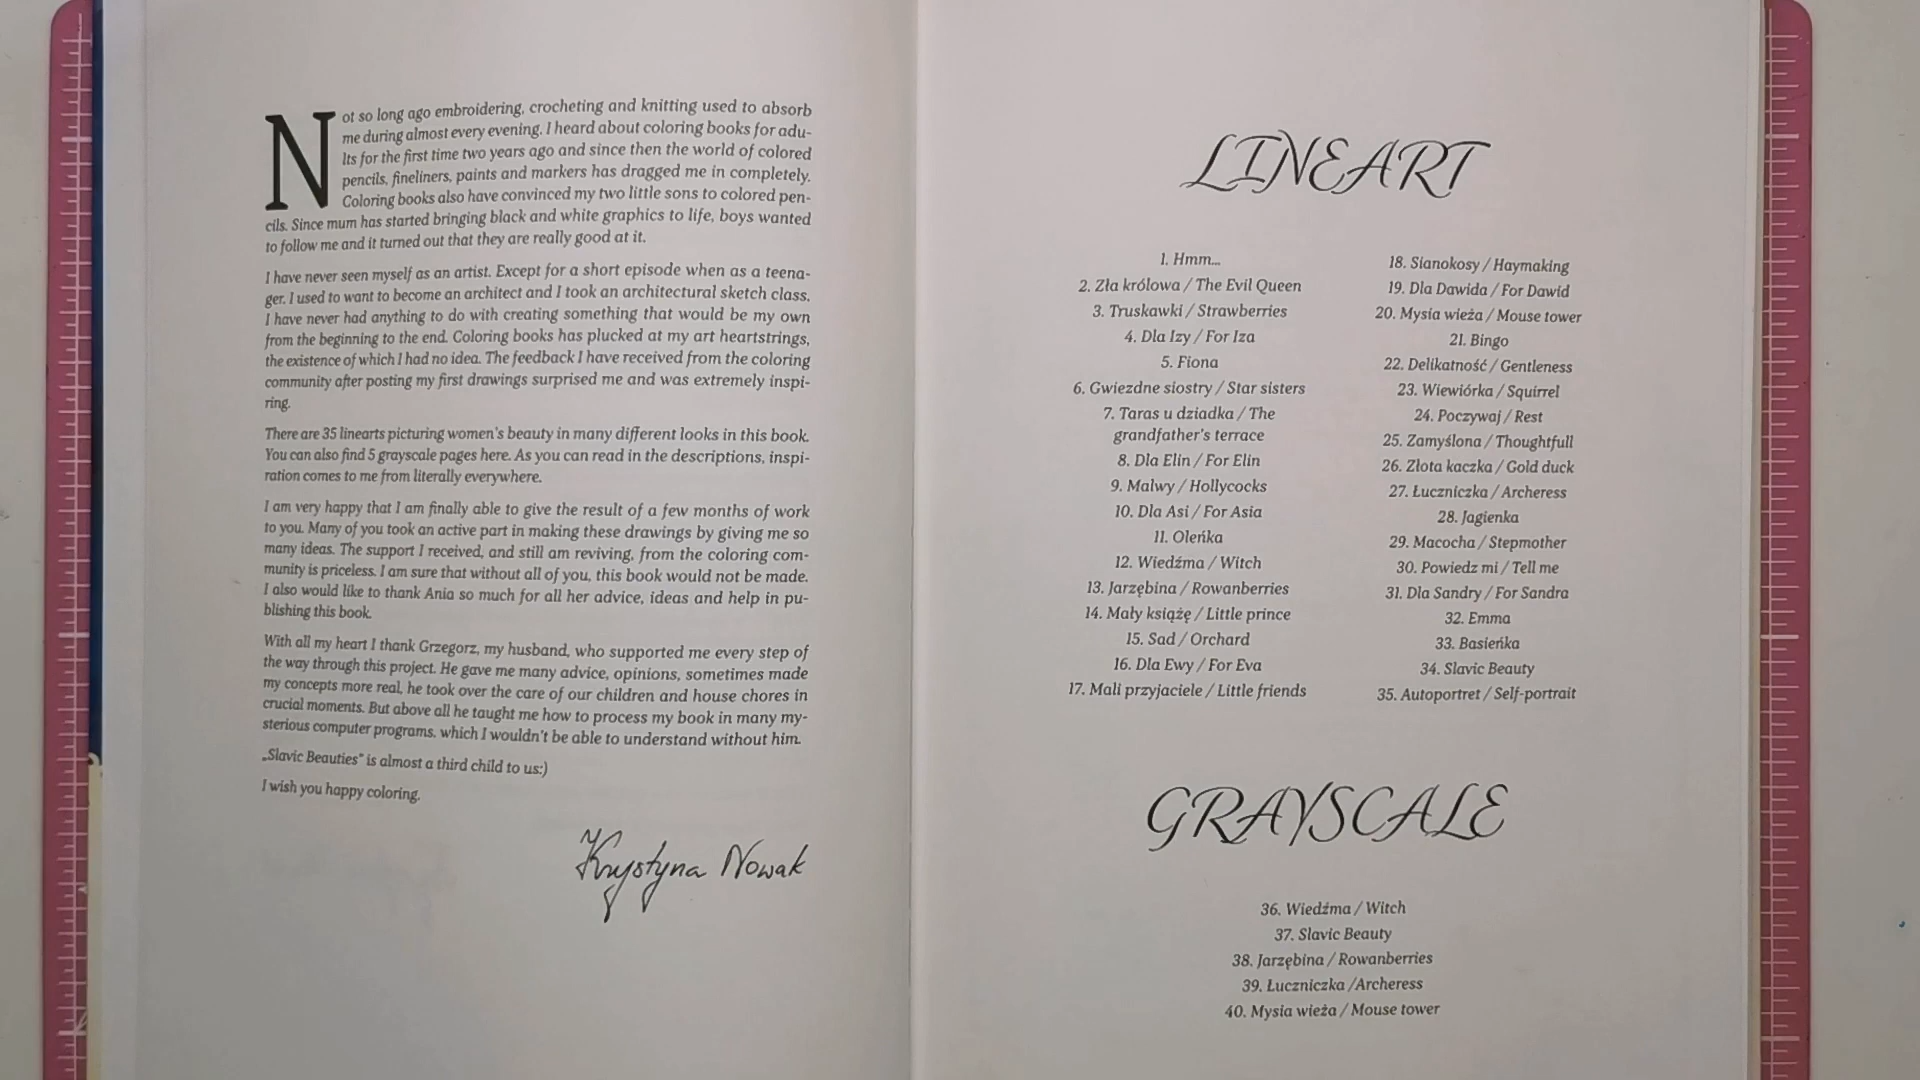 Not so long ago embroidering, crocheting and knitting used to absorb
me during almost every evening. I heard about coloring books for adu-
lts for the first time two years ago and since then the world of colored
pencils, fineliners, paints and markers has dragged me in completely.
Coloring books also have convinced my two little sons to colored pen-
cils. Since mum has started bringing black and white graphics to life, boys wanted
to follow me and it turned out that they are really good at it.
I have never seen myself as an artist. Except for a short episode when as a teena-
ger. I used to want to become an architect and I took an architectural sketch class.
I have never had anything to do with creating something that would be my own
from the beginning to the end. Coloring books has plucked at my art heartstrings,
the existence of which I had no idea. The feedback I have received from the coloring
community after posting my first drawings surprised me and was extremely inspi-
ring.
There are 35 linearts picturing women's beauty in many different looks in this book.
You can also find 5 grayscale pages here. As you can read in the descriptions, inspi-
ration comes to me from literally everywhere.
I am very happy that I am finally able to give the result of a few months of work
to you. Many of you took an active part in making these drawings by giving me so
many ideas. The support I received, and still am reviving, from the coloring com-
munity is priceless. I am sure that without all of you, this book would not be made.
I also would like to thank Ania so much for all her advice, ideas and help in pu-
blishing this book.
With all my heart I thank Grzegorz, my husband, who supported me every step of
the way through this project. He gave me many advice, opinions, sometimes made
my concepts more real, he took over the care of our children and house chores in
crucial moments. But above all he taught me how to process my book in many my-
sterious computer programs, which I wouldn't be able to understand without him.
„Slavic Beauties" is almost a third child to us:)
I wish you happy coloring.
Krystyna Nowak
LINEART
1. Hmm...
2. Zła królowa / The Evil Queen
3. Truskawki / Strawberries
4. Dla Izy / For Iza
5. Fiona
6. Gwiezdne siostry / Star sisters
7. Taras u dziadka / The
grandfather's terrace
8. Dla Elin / For Elin
9. Malwy / Hollycocks
10. Dla Asi / For Asia
11. Oleńka
12. Wiedźma / Witch
13. Jarzębina / Rowanberries
14. Mały książę / Little prince
15. Sad / Orchard
16. Dla Ewy / For Eva
17. Mali przyjaciele / Little friends
18. Sianokosy / Haymaking
19. Dla Dawida / For Dawid
20. Mysia wieża / Mouse tower
21. Bingo
22. Delikatność / Gentleness
23. Wiewiórka / Squirrel
24. Poczywaj / Rest
25. Zamyślona / Thoughtfull
26. Złota kaczka / Gold duck
27. Łuczniczka / Archeress
28. Jagienka
29. Macocha / Stepmother
30. Powiedz mi / Tell me
31. Dla Sandry / For Sandra
32. Emma
33. Basieńka
34. Slavic Beauty
35. Autoportret / Self-portrait
GRAYSCALE
36. Wiedźma / Witch
37. Slavic Beauty
38. Jarzębina / Rowanberries
39. Łuczniczka /Archeress
40. Mysia wieża / Mouse tower